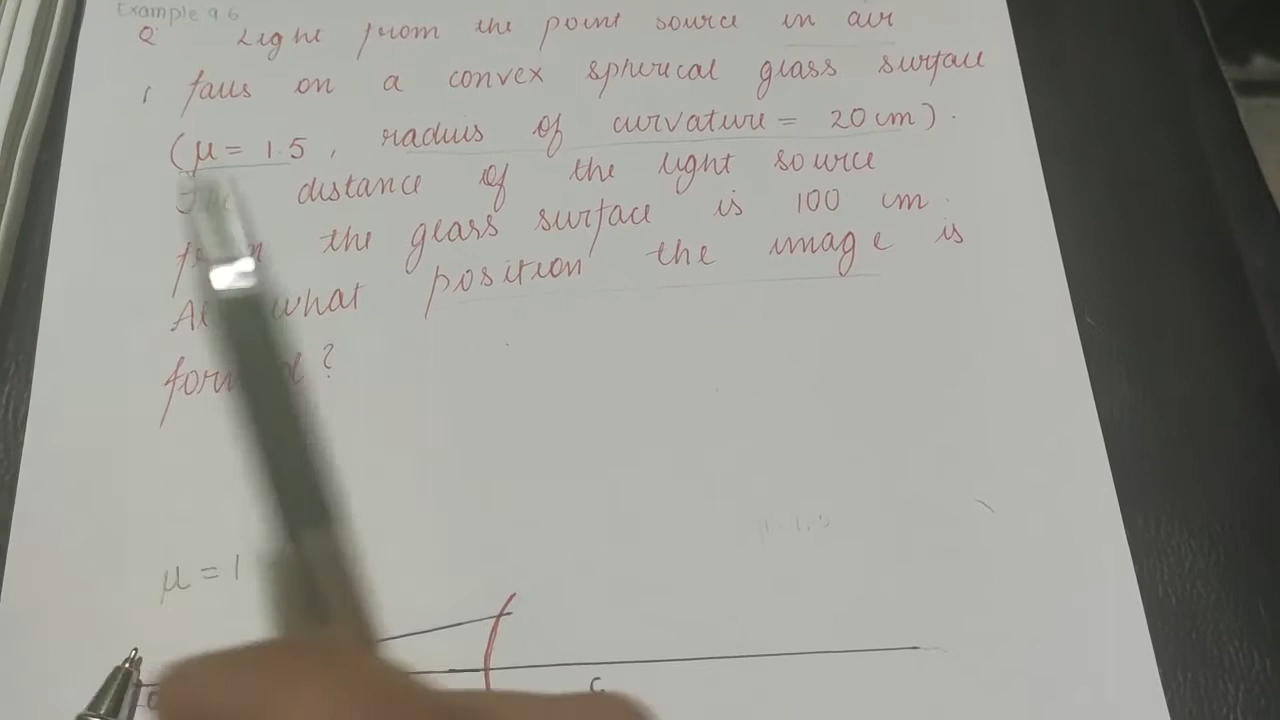 Example 9.6
Q Light from the point source in air
falls on a convex spherical glass surface
(μ = 1.5, radius of curvature = 20 cm).
distance of the light source
the glass surface is 100 cm.
what position the image is
?
μ = 1.5
μ = 1
C